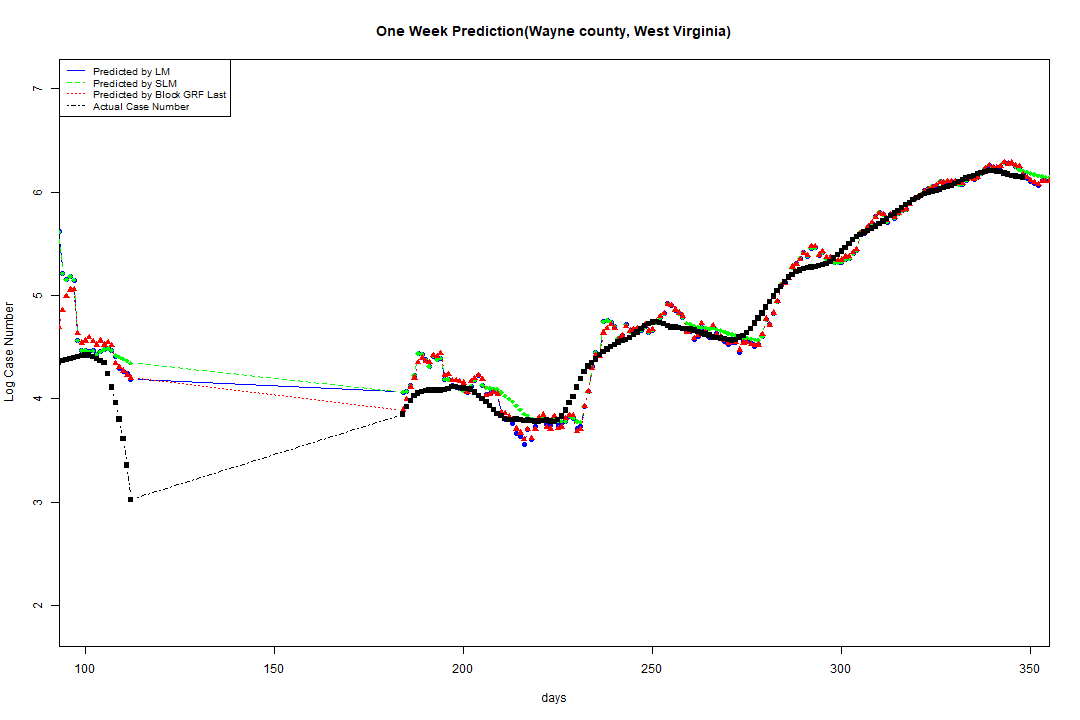 One Week Prediction(Wayne county, West Virginia)
Predicted by LM
Predicted by SLM
Predicted by Block GRF Last
Actual Case Number
7
6
5
4
3
2
Log Case Number
100 150 200 250 300 350
days